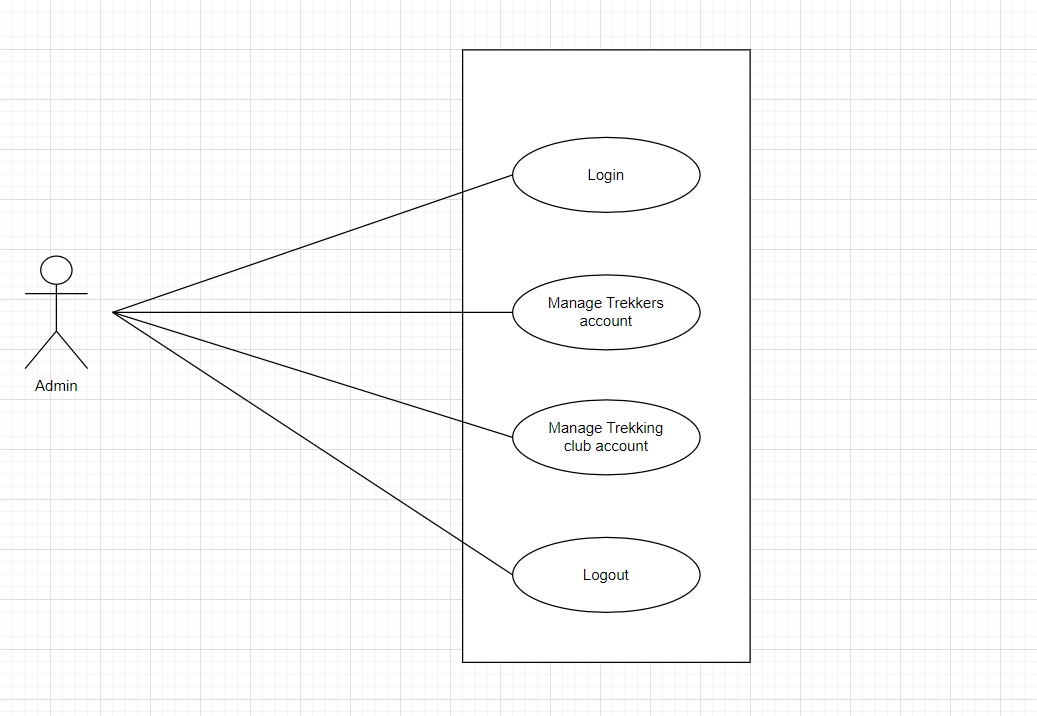 Login
Manage Trekkers
account
Admin
Manage Trekking
club account
Logout